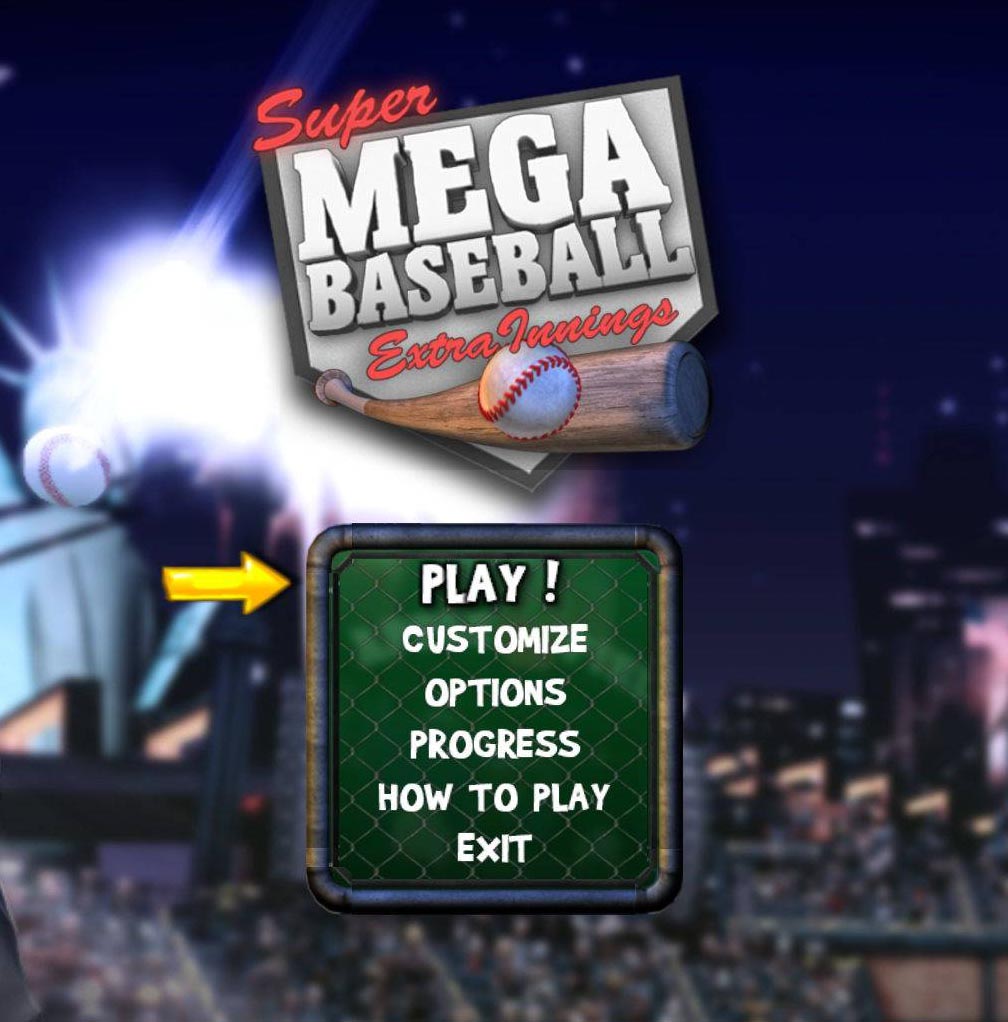 Super
MEGA
BASEBALL
Extra Innings
PLAY !
CUSTOMIZE
OPTIONS
PROGRESS
HOW TO PLAY
EXIT